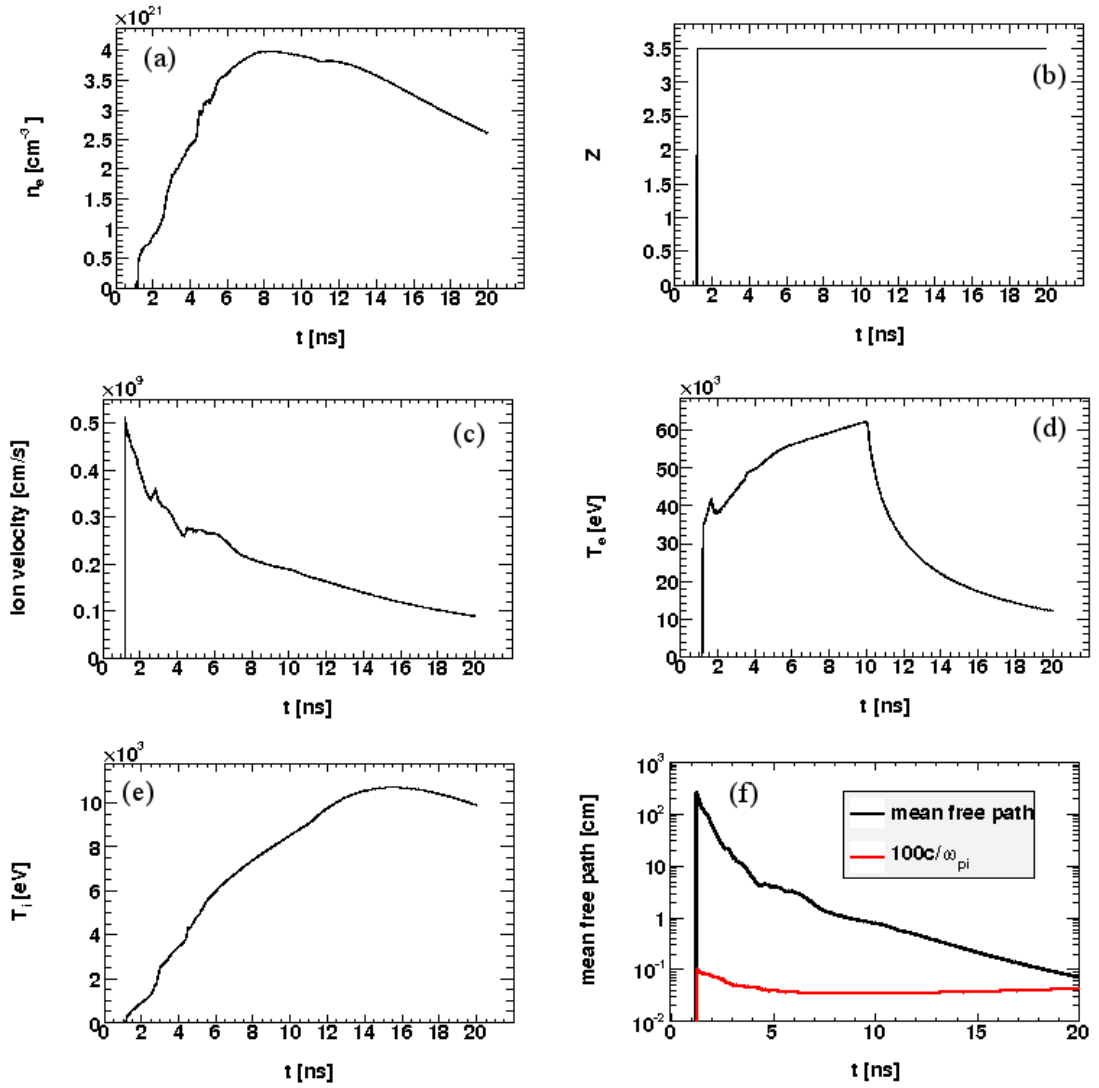 ×10²¹
(a)
4
3.5
3
2.5
2
1.5
1
0.5
0
0 2 4 6 8 10 12 14 16 18 20
nₑ [cm⁻³]
t [ns]
(b)
3.5
3
2.5
2
1.5
1
0.5
0
0 2 4 6 8 10 12 14 16 18 20
Z
t [ns]
×10⁹
(c)
0.5
0.4
0.3
0.2
0.1
0
0 2 4 6 8 10 12 14 16 18 20
Ion velocity [cm/s]
t [ns]
×10³
(d)
60
50
40
30
20
10
0
0 2 4 6 8 10 12 14 16 18 20
Tₑ [eV]
t [ns]
×10³
(e)
10
8
6
4
2
0
0 2 4 6 8 10 12 14 16 18 20
Tᵢ [eV]
t [ns]
(f)
10³
10²
10
1
10⁻¹
10⁻²
0 5 10 15 20
mean free path [cm]
mean free path
100c/ω_pi
t [ns]